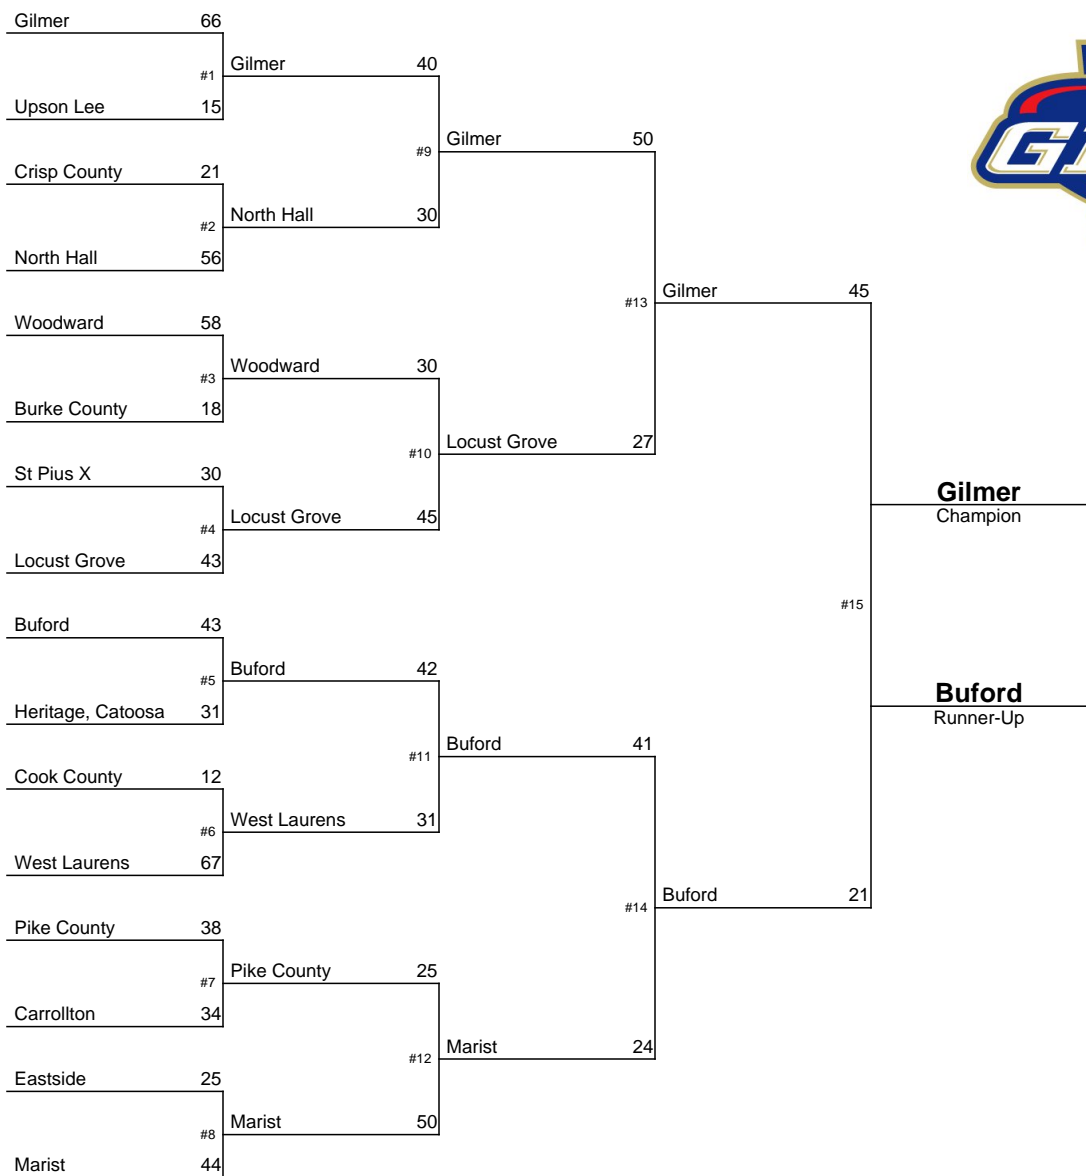 Gilmer 66
Gilmer 40
#1
Upson Lee 15
Gilmer 50
#9
Crisp County 21
North Hall 30
#2
North Hall 56
Gilmer 45
#13
Woodward 58
Woodward 30
#3
Burke County 18
Locust Grove 27
#10
St Pius X 30
Locust Grove 45
#4
Locust Grove 43
Gilmer
Champion
#15
Buford 43
Buford 42
#5
Heritage, Catoosa 31
Buford
Runner-Up
Buford 41
#11
Cook County 12
West Laurens 31
#6
West Laurens 67
Buford 21
#14
Pike County 38
Pike County 25
#7
Carrollton 34
Marist 24
#12
Eastside 25
Marist 50
#8
Marist 44